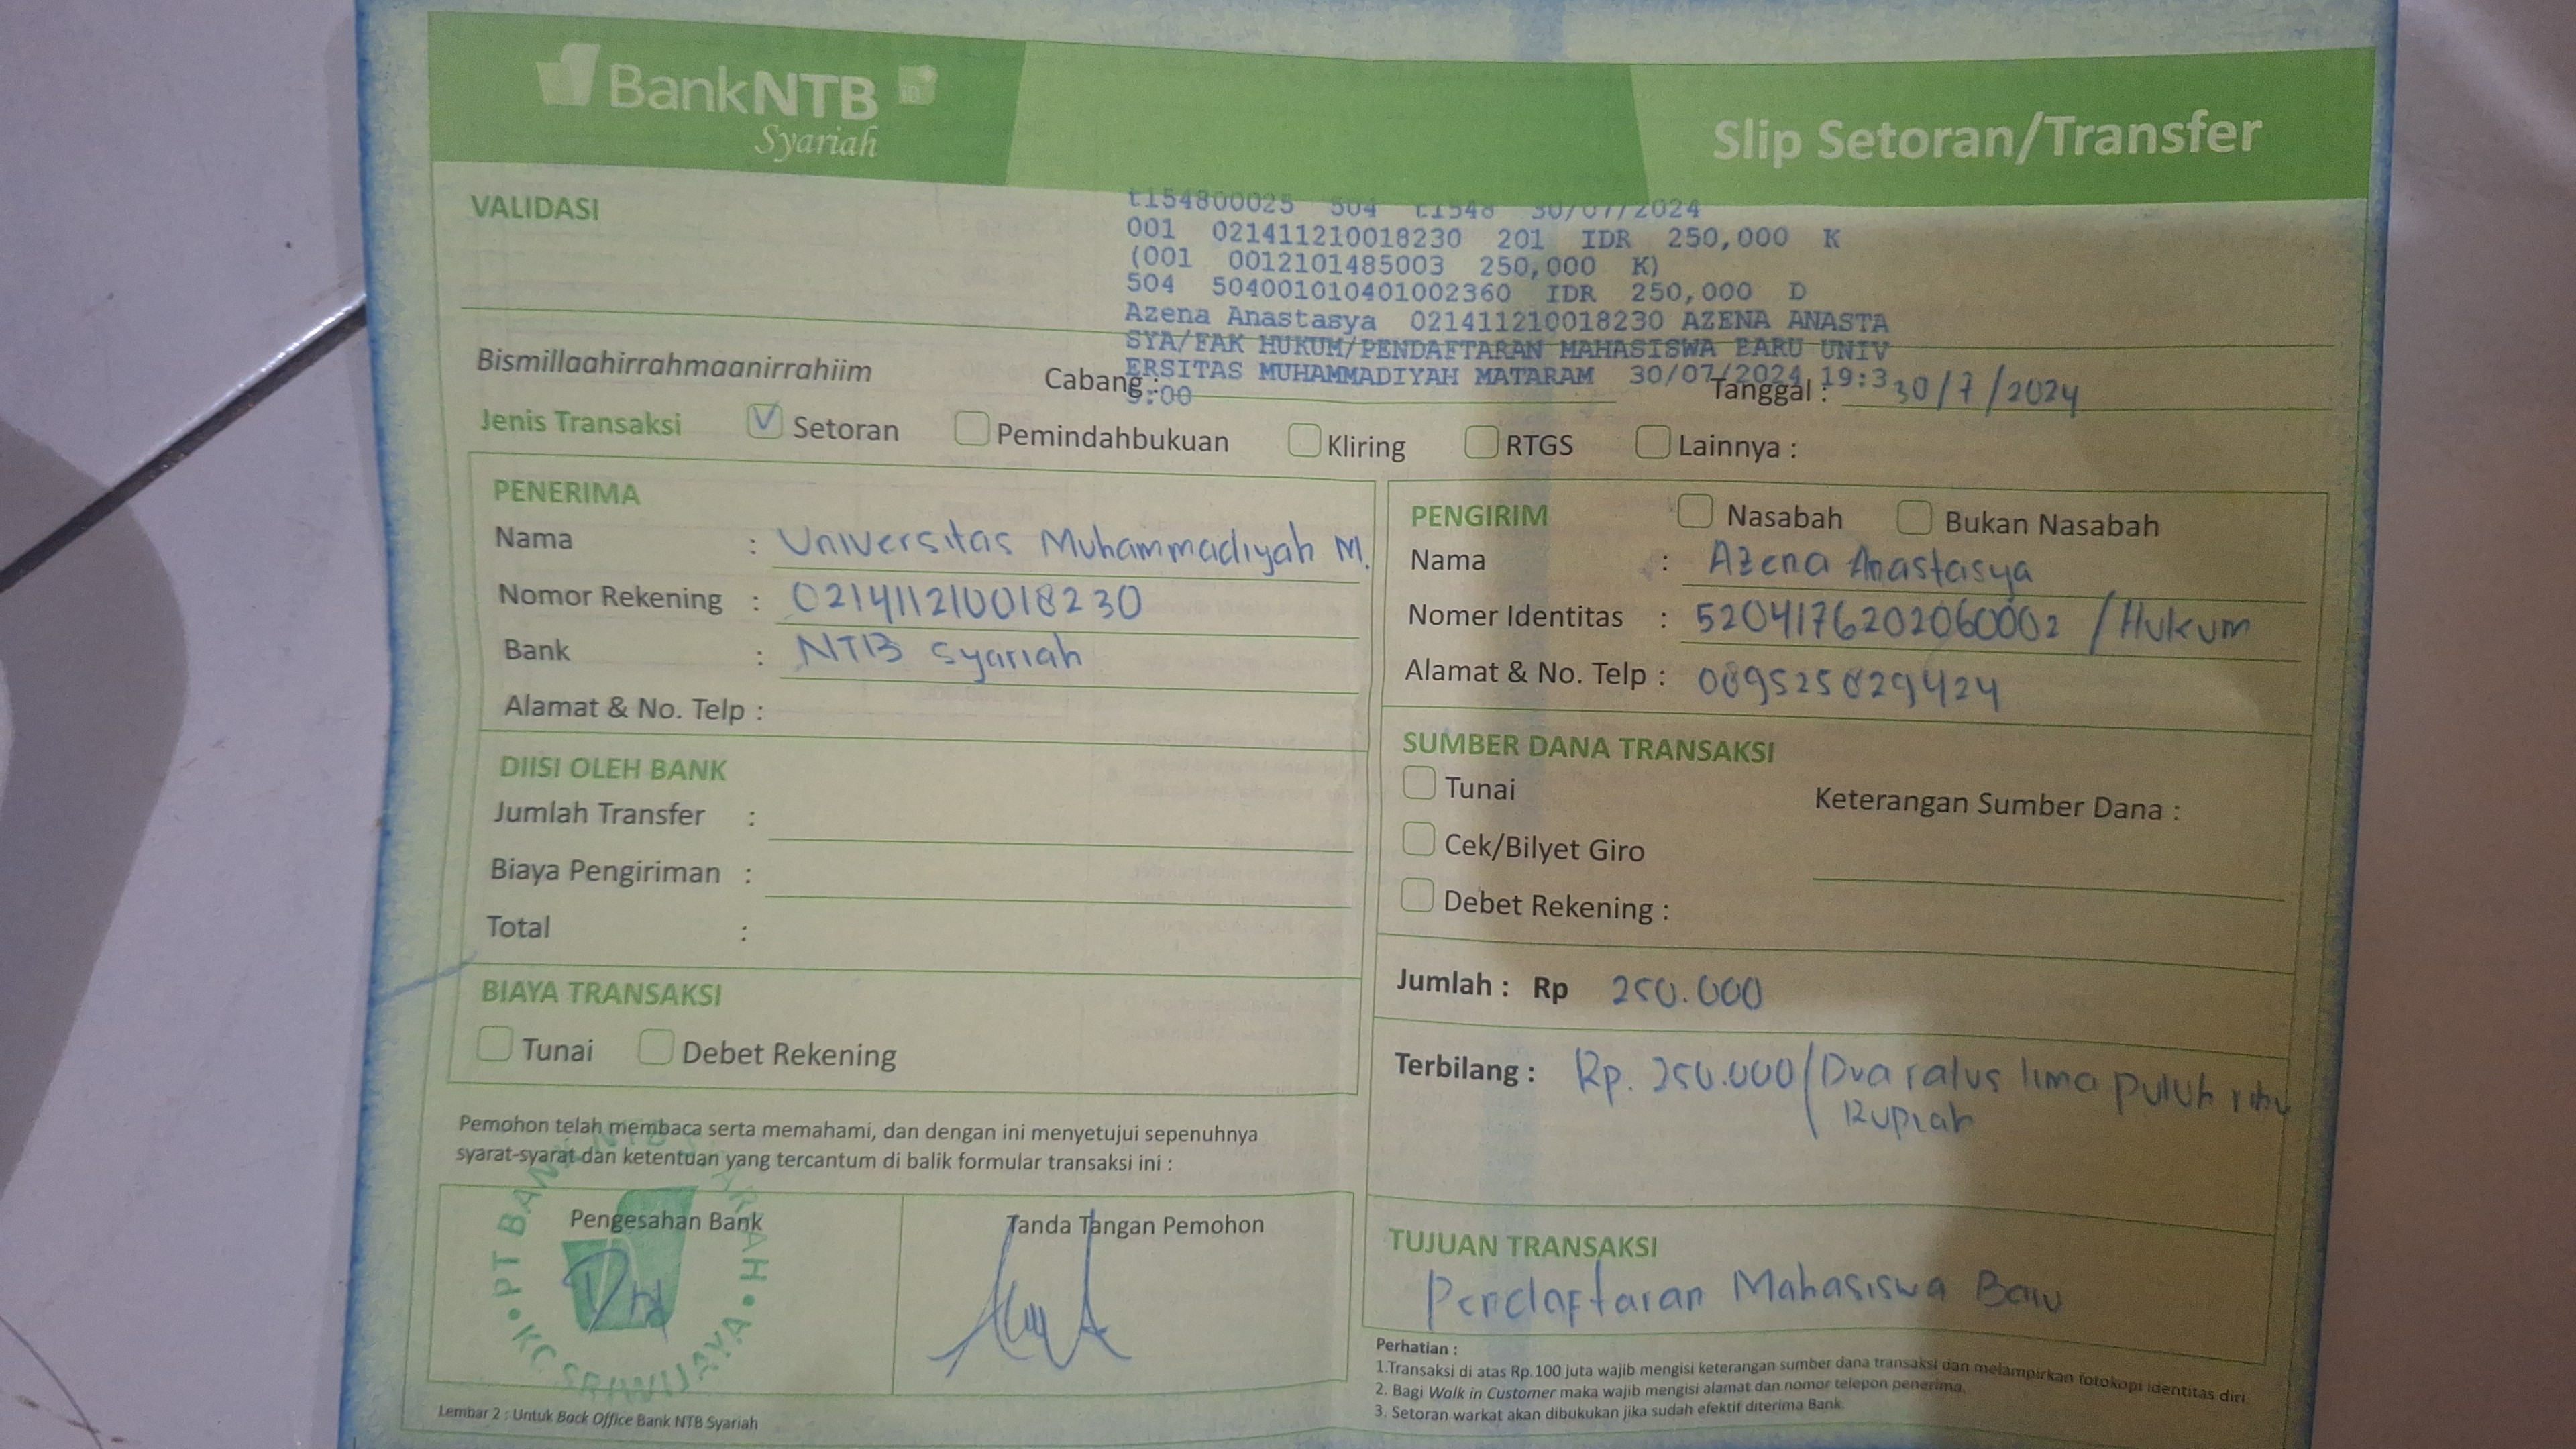 BankNTB
Syariah
Slip Setoran/Transfer
VALIDASI
t154800025 504 t1548 30/07/2024
001 021411210018230 201 IDR 250,000 K
(001 0012101485003 250,000 K)
504 504001010401002360 IDR 250,000 D
Azena Anastasya 021411210018230 AZENA ANASTA
SYA/FAK HUKUM/PENDAFTARAN MAHASISWA BARU UNIV
ERSITAS MUHAMMADIYAH MATARAM 30/07/2024 19:3
:00
Bismillaahirrahmaanirrahiim
Cabang :
Tanggal : 30/7/2024
Jenis Transaksi V Setoran Pemindahbukuan Kliring RTGS Lainnya :
PENERIMA
Nama : Universitas Muhammadiyah M.
Nomor Rekening : 021411210018230
Bank : NTB Syariah
Alamat & No. Telp :
DIISI OLEH BANK
Jumlah Transfer :
Biaya Pengiriman :
Total :
BIAYA TRANSAKSI
Tunai Debet Rekening
Pemohon telah membaca serta memahami, dan dengan ini menyetujui sepenuhnya
syarat-syarat dan ketentuan yang tercantum di balik formular transaksi ini :
Pengesahan Bank
PT BANK NTB SYARIAH
KC SRIWIJAYA
Tanda Tangan Pemohon
Lembar 2 : Untuk Back Office Bank NTB Syariah
PENGIRIM Nasabah Bukan Nasabah
Nama : Azena Anastasya
Nomer Identitas : 5204176202060002 / Hukum
Alamat & No. Telp : 089525829424
SUMBER DANA TRANSAKSI
Tunai
Keterangan Sumber Dana :
Cek/Bilyet Giro
Debet Rekening :
Jumlah : Rp 250.000
Terbilang : Rp. 250.000/Dua ratus lima puluh ribu
Rupiah
TUJUAN TRANSAKSI
Pendaftaran Mahasiswa Baru
Perhatian :
1.Transaksi di atas Rp.100 juta wajib mengisi keterangan sumber dana transaksi dan melampirkan fotokopi identitas diri.
2. Bagi Walk in Customer maka wajib mengisi alamat dan nomor telepon penerima.
3. Setoran warkat akan dibukukan jika sudah efektif diterima Bank.